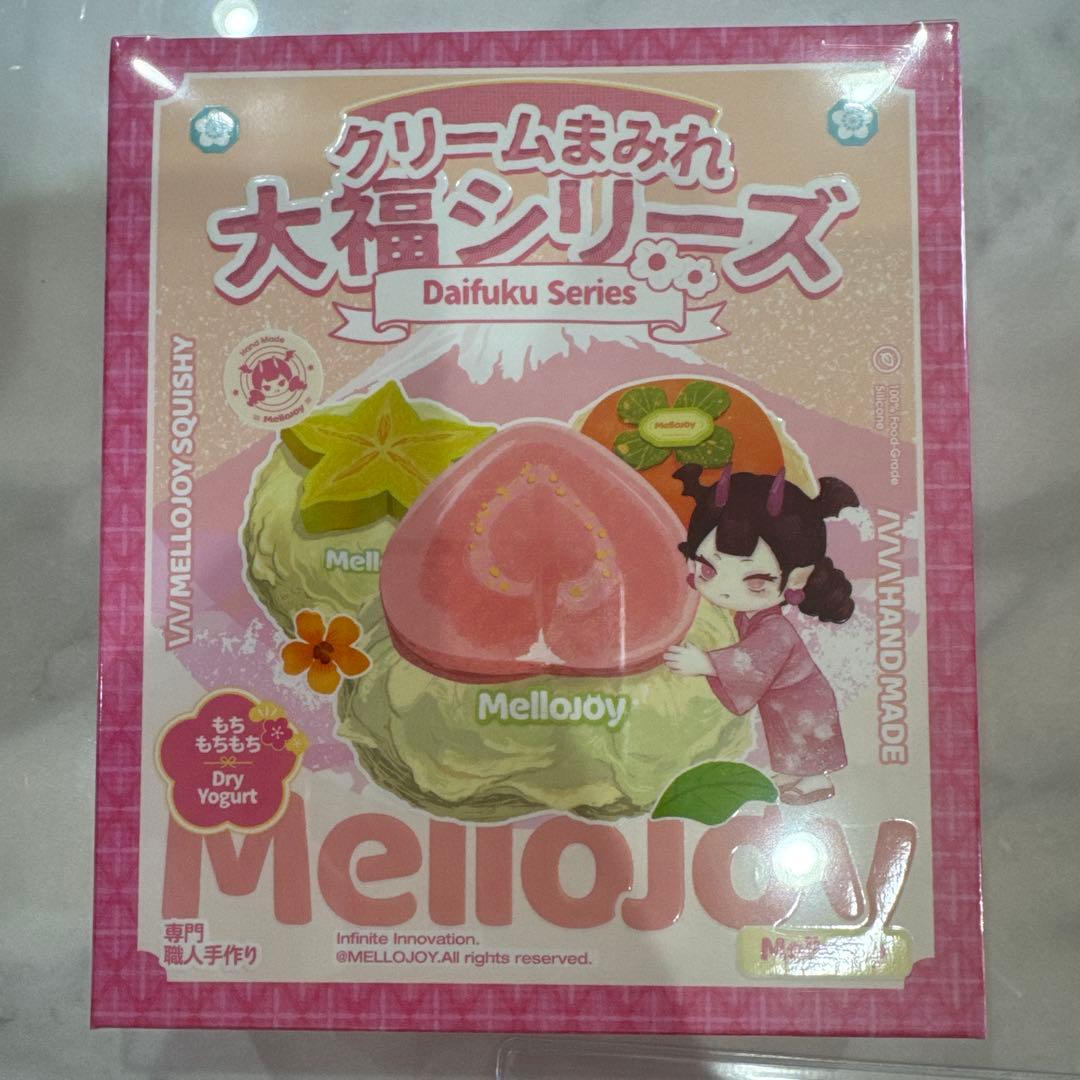 クリームまみれ
大福シリーズ
Daifuku Series
Hand Made
MelloJoy
MELLOJOY SQUISHY
100% Food Grade
Silicone
MelloJoy
Mell
MelloJoy
HAND MADE
もち
もちもち
Dry
Yogurt
MelloJoy
専門
職人手作り
Infinite Innovation.
@MELLOJOY.All rights reserved.